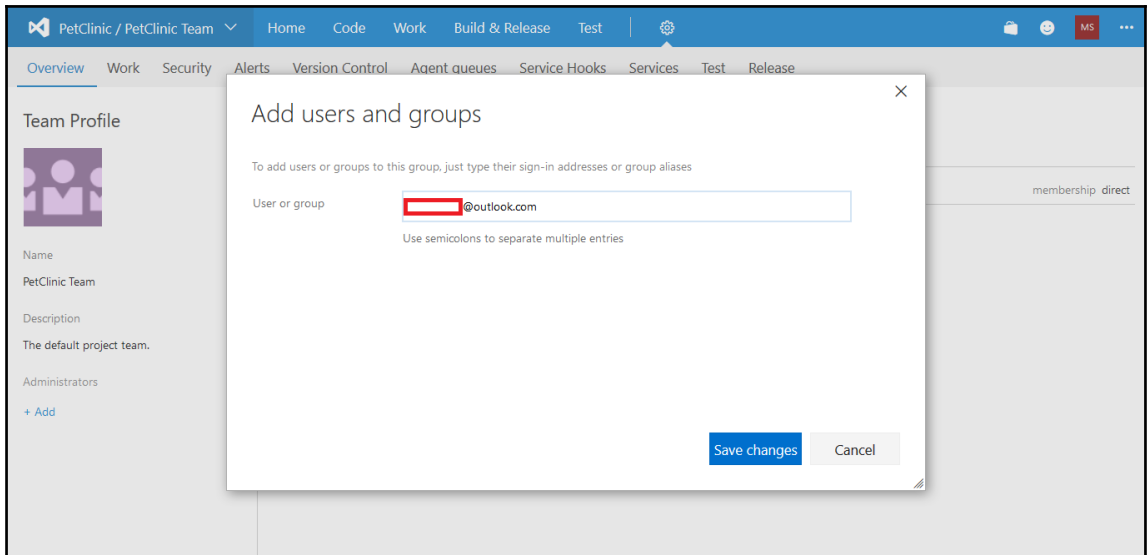 PetClinic / PetClinic Team Home Code Work Build & Release Test MS
Overview Work Security Alerts Version Control Agent queues Service Hooks Services Test Release
Team Profile
Name
PetClinic Team
Description
The default project team.
Administrators
+ Add
Add users and groups
To add users or groups to this group, just type their sign-in addresses or group aliases
User or group @outlook.com
Use semicolons to separate multiple entries
Save changes Cancel
membership direct